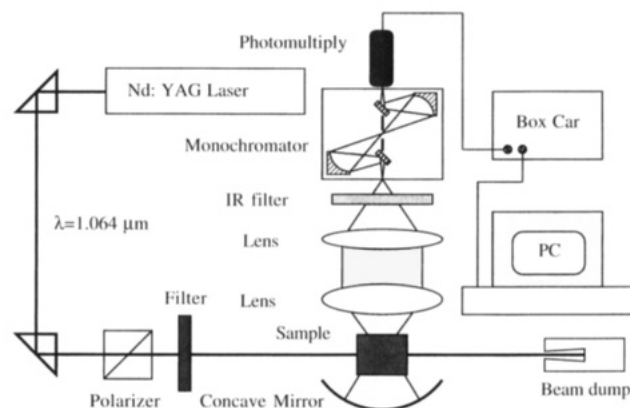 Photomultiply
Nd: YAG Laser
Box Car
Monochromator
IR filter
λ=1.064 μm
Lens
PC
Filter
Lens
Sample
Polarizer
Concave Mirror
Beam dump